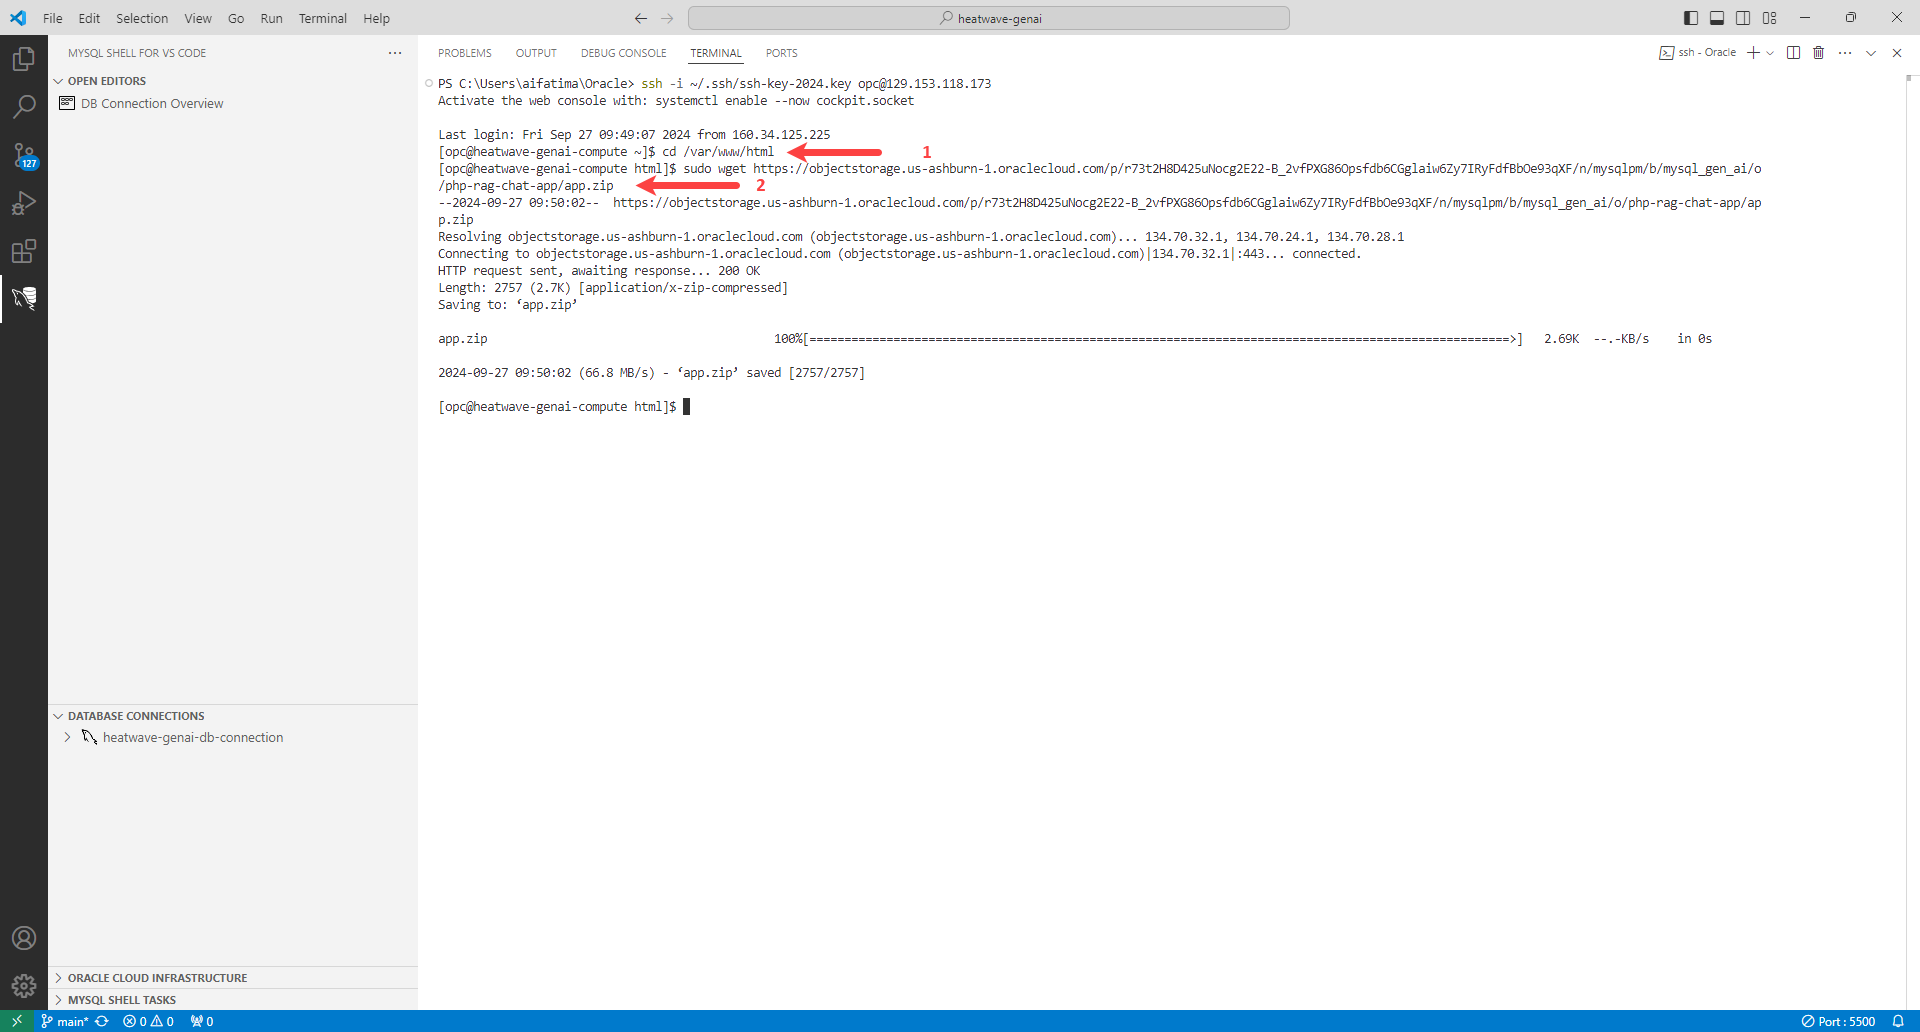 File Edit Selection View Go Run Terminal Help
heatwave-genai
MYSQL SHELL FOR VS CODE
OPEN EDITORS
DB Connection Overview
127
DATABASE CONNECTIONS
heatwave-genai-db-connection
ORACLE CLOUD INFRASTRUCTURE
MYSQL SHELL TASKS
PROBLEMS OUTPUT DEBUG CONSOLE TERMINAL PORTS
ssh - Oracle
PS C:\Users\aifatima\Oracle> ssh -i ~/.ssh/ssh-key-2024.key opc@129.153.118.173
Activate the web console with: systemctl enable --now cockpit.socket
Last login: Fri Sep 27 09:49:07 2024 from 160.34.125.225
[opc@heatwave-genai-compute ~]$ cd /var/www/html 1
[opc@heatwave-genai-compute html]$ sudo wget https://objectstorage.us-ashburn-1.oraclecloud.com/p/r73t2H8D425uNocg2E22-B_2vfPXG86Opsfdb6CGglaiw6Zy7IRyFdfBbOe93qXF/n/mysqlpm/b/mysql_gen_ai/o
/php-rag-chat-app/app.zip 2
--2024-09-27 09:50:02-- https://objectstorage.us-ashburn-1.oraclecloud.com/p/r73t2H8D425uNocg2E22-B_2vfPXG86Opsfdb6CGglaiw6Zy7IRyFdfBbOe93qXF/n/mysqlpm/b/mysql_gen_ai/o/php-rag-chat-app/ap
p.zip
Resolving objectstorage.us-ashburn-1.oraclecloud.com (objectstorage.us-ashburn-1.oraclecloud.com)... 134.70.32.1, 134.70.24.1, 134.70.28.1
Connecting to objectstorage.us-ashburn-1.oraclecloud.com (objectstorage.us-ashburn-1.oraclecloud.com)|134.70.32.1|:443... connected.
HTTP request sent, awaiting response... 200 OK
Length: 2757 (2.7K) [application/x-zip-compressed]
Saving to: ‘app.zip’
app.zip 100%[====================================================================================================>] 2.69K --.-KB/s in 0s
2024-09-27 09:50:02 (66.8 MB/s) - ‘app.zip’ saved [2757/2757]
[opc@heatwave-genai-compute html]$
main* 0 0 0 Port : 5500